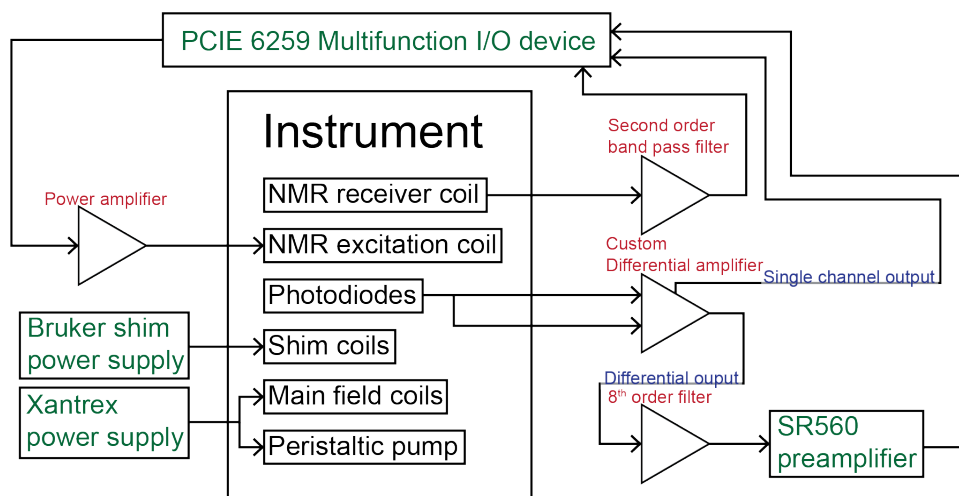 PCIE 6259 Multifunction I/O device
Instrument
Second order
band pass filter
NMR receiver coil
Power amplifier
NMR excitation coil
Custom
Differential amplifier
Single channel output
Photodiodes
Bruker shim
power supply
Shim coils
Differential ouput
8th order filter
Main field coils
Xantrex
power supply
Peristaltic pump
SR560
preamplifier